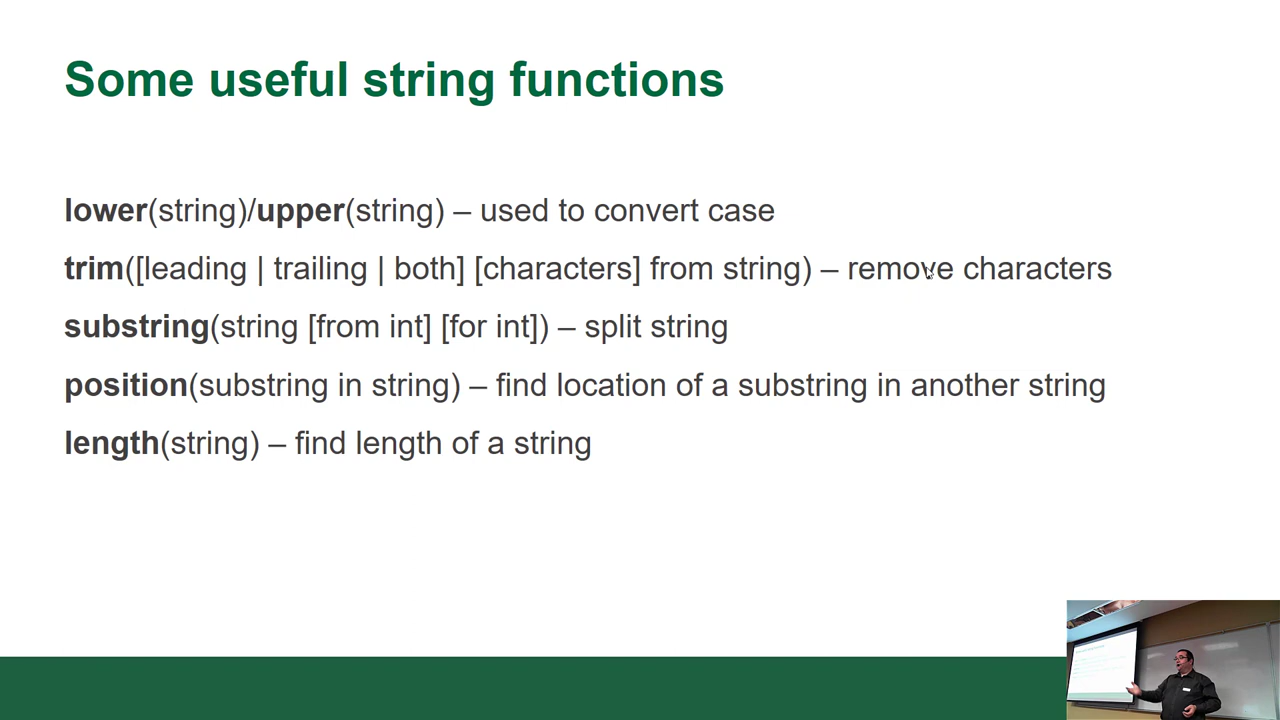 Some useful string functions
lower(string)/upper(string) – used to convert case
trim([leading | trailing | both] [characters] from string) – remove characters
substring(string [from int] [for int]) – split string
position(substring in string) – find location of a substring in another string
length(string) – find length of a string